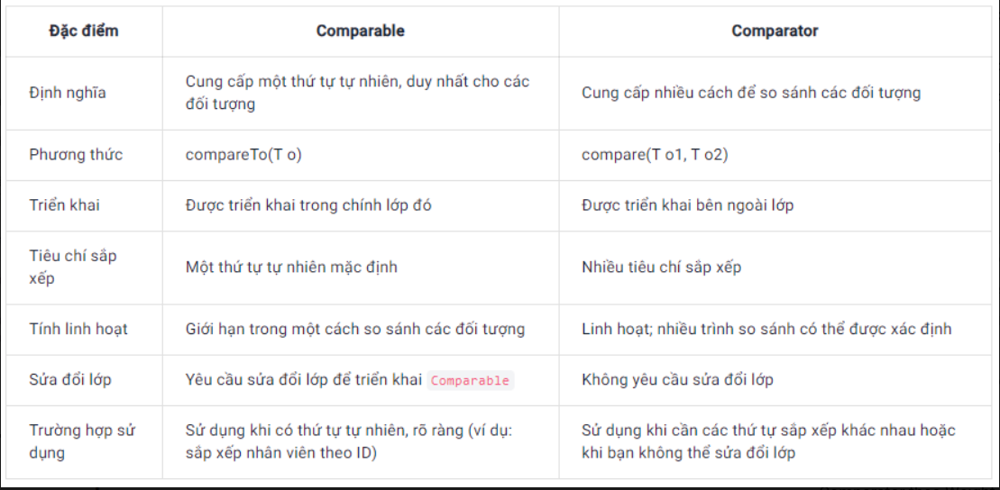 Đặc điểm Comparable Comparator
Định nghĩa Cung cấp một thứ tự tự nhiên, duy nhất cho các
đối tượng Cung cấp nhiều cách để so sánh các đối tượng
Phương thức compareTo(T o) compare(T o1, T o2)
Triển khai Được triển khai trong chính lớp đó Được triển khai bên ngoài lớp
Tiêu chí sắp
xếp Một thứ tự tự nhiên mặc định Nhiều tiêu chí sắp xếp
Tính linh hoạt Giới hạn trong một cách so sánh các đối tượng Linh hoạt; nhiều trình so sánh có thể được xác định
Sửa đổi lớp Yêu cầu sửa đổi lớp để triển khai Comparable Không yêu cầu sửa đổi lớp
Trường hợp sử
dụng Sử dụng khi có thứ tự tự nhiên, rõ ràng (ví dụ:
sắp xếp nhân viên theo ID) Sử dụng khi cần các thứ tự sắp xếp khác nhau hoặc
khi bạn không thể sửa đổi lớp